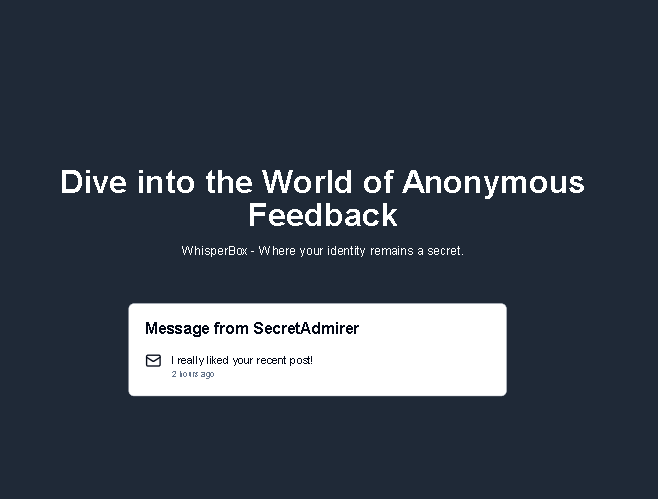 Dive into the World of Anonymous
Feedback
WhisperBox - Where your identity remains a secret.
Message from SecretAdmirer
I really liked your recent post!
2 hours ago